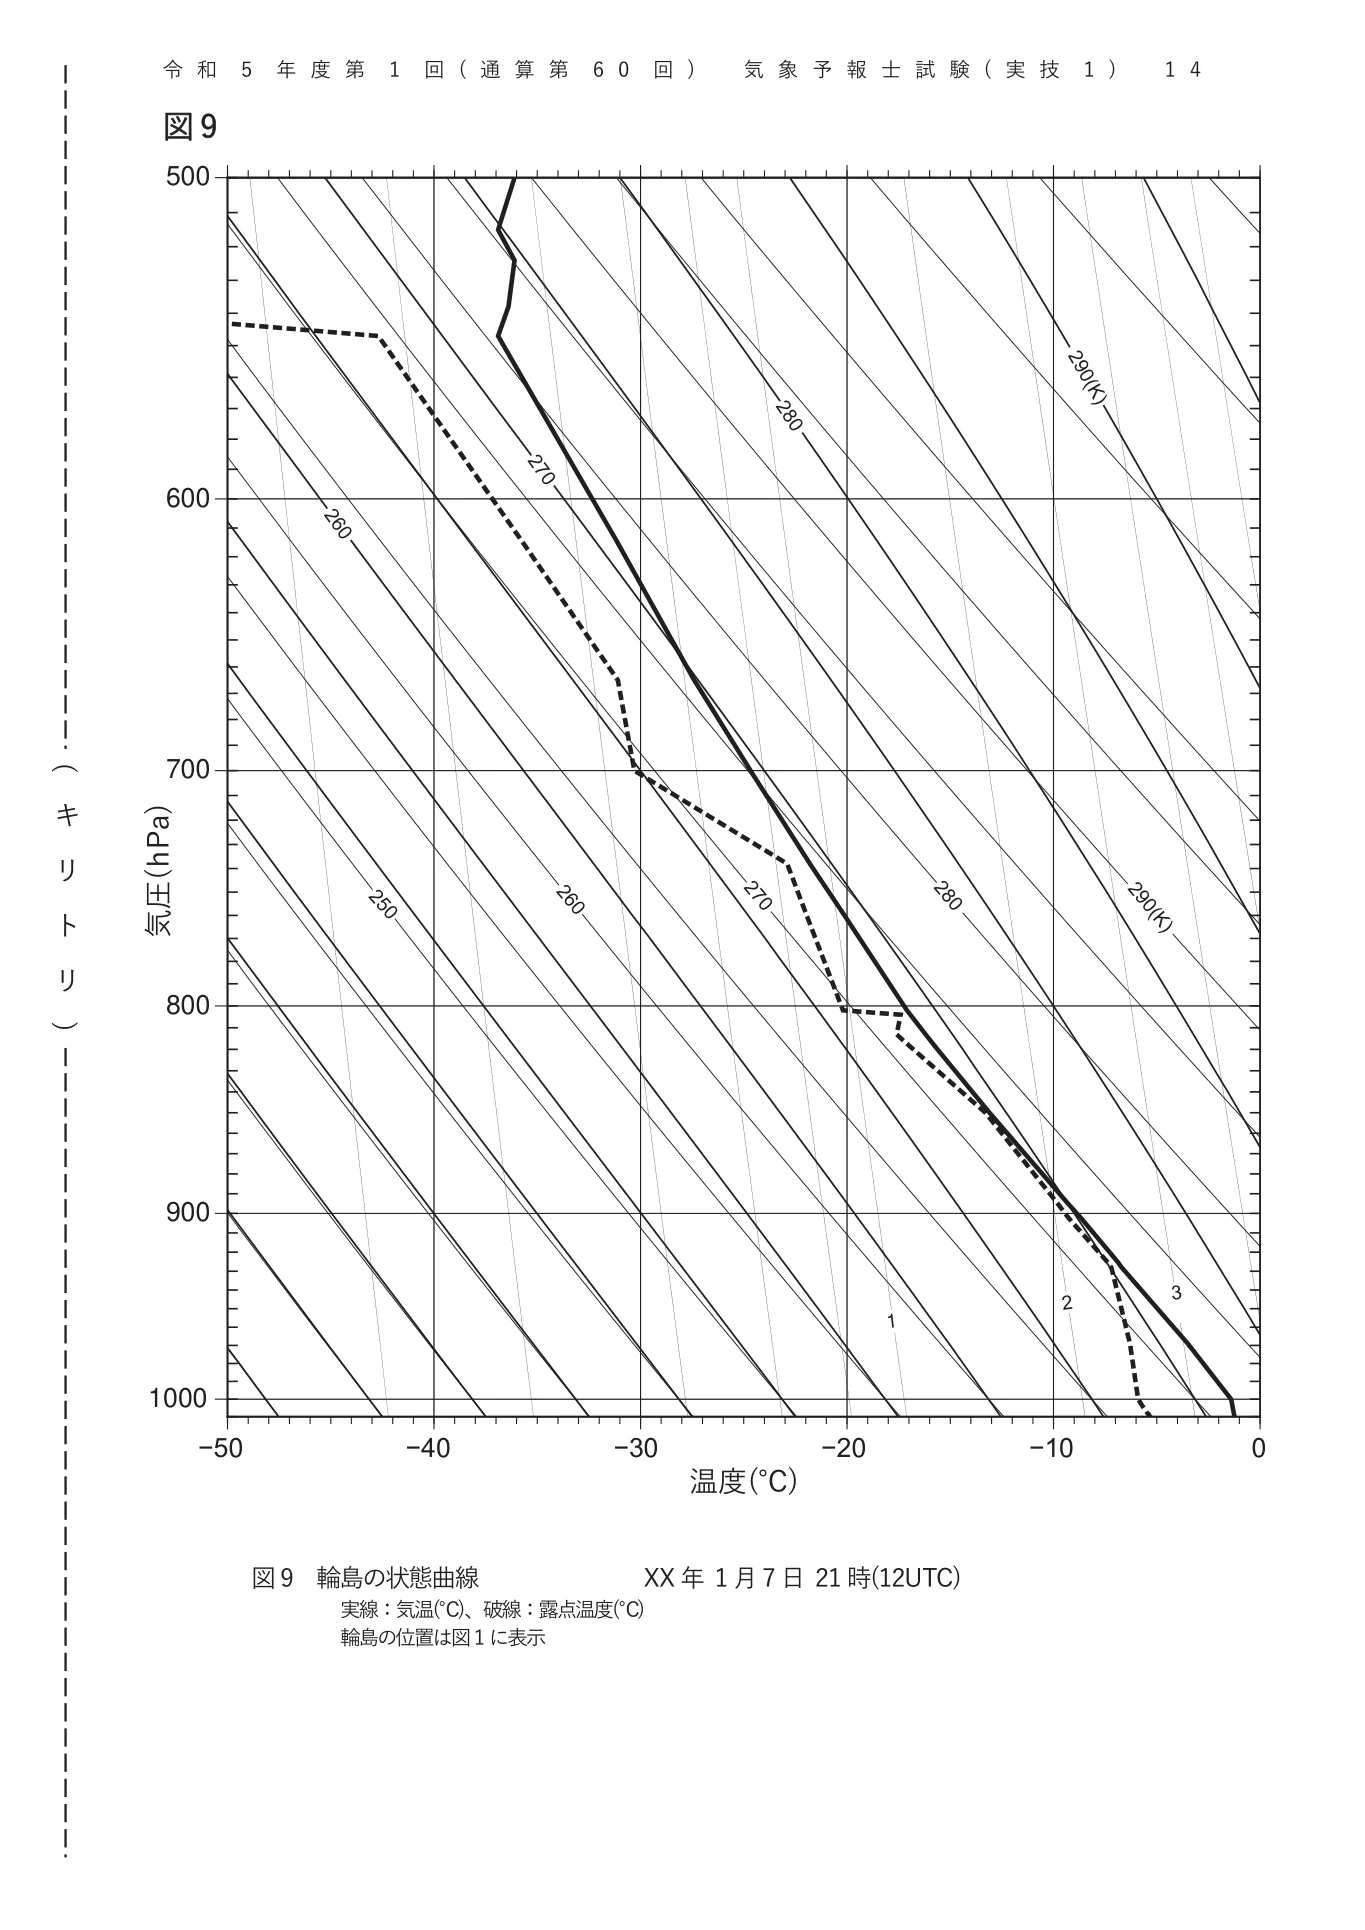 令和5年度第1回(通算第60回) 気象予報士試験(実技1) 14
図9
500
600
700
800
900
1000
気圧(hPa)
290(K)
280
270
260
250
260
270
280
290(K)
1
2
3
−50
−40
−30
−20
−10
0
温度(°C)
(キリトリ)
図9 輪島の状態曲線 XX年 1月7日 21時(12UTC)
実線：気温(°C)、破線：露点温度(°C)
輪島の位置は図1に表示